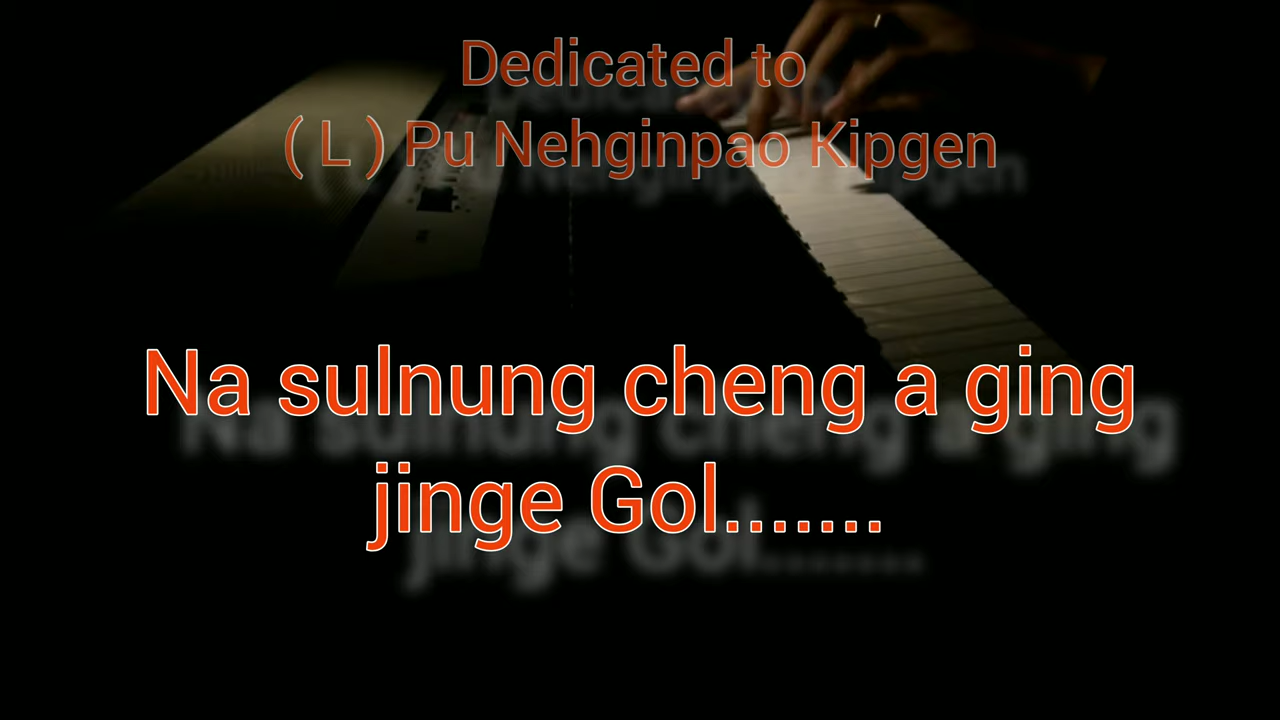 Dedicated to
( L ) Pu Nehginpao Kipgen
Na sulnung cheng a ging
jinge Gol.......